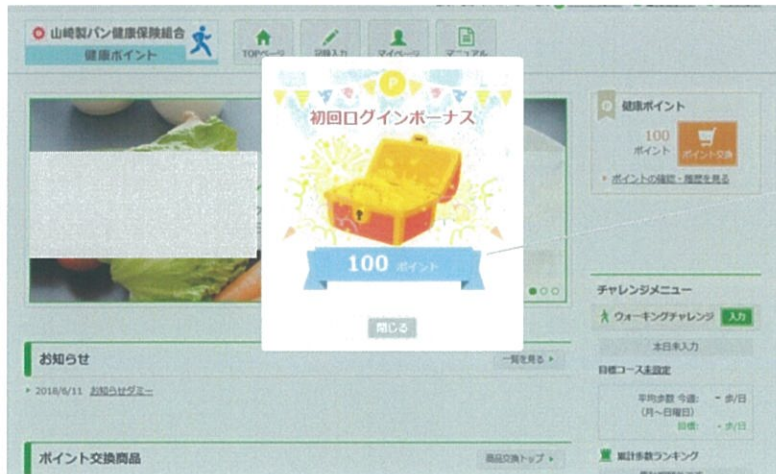 山崎製パン健康保険組合
健康ポイント
TOPページ
記録入力
マイページ
マニュアル
P
初回ログインボーナス
100 ポイント
閉じる
P
健康ポイント
100
ポイント
ポイント交換
ポイントの確認・履歴を見る
チャレンジメニュー
ウォーキングチャレンジ 入力
本日未入力
目標コース未設定
平均歩数 今週: - 歩/日
(月～日曜日)
目標: - 歩/日
累計歩数ランキング
お知らせ
一覧を見る
2018/6/11 お知らせダミー
ポイント交換商品
商品交換トップ